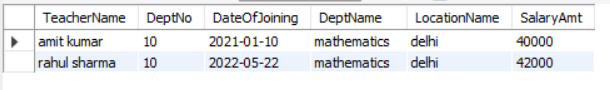 TeacherName DeptNo DateOfJoining DeptName LocationName SalaryAmt
amit kumar 10 2021-01-10 mathematics delhi 40000
rahul sharma 10 2022-05-22 mathematics delhi 42000